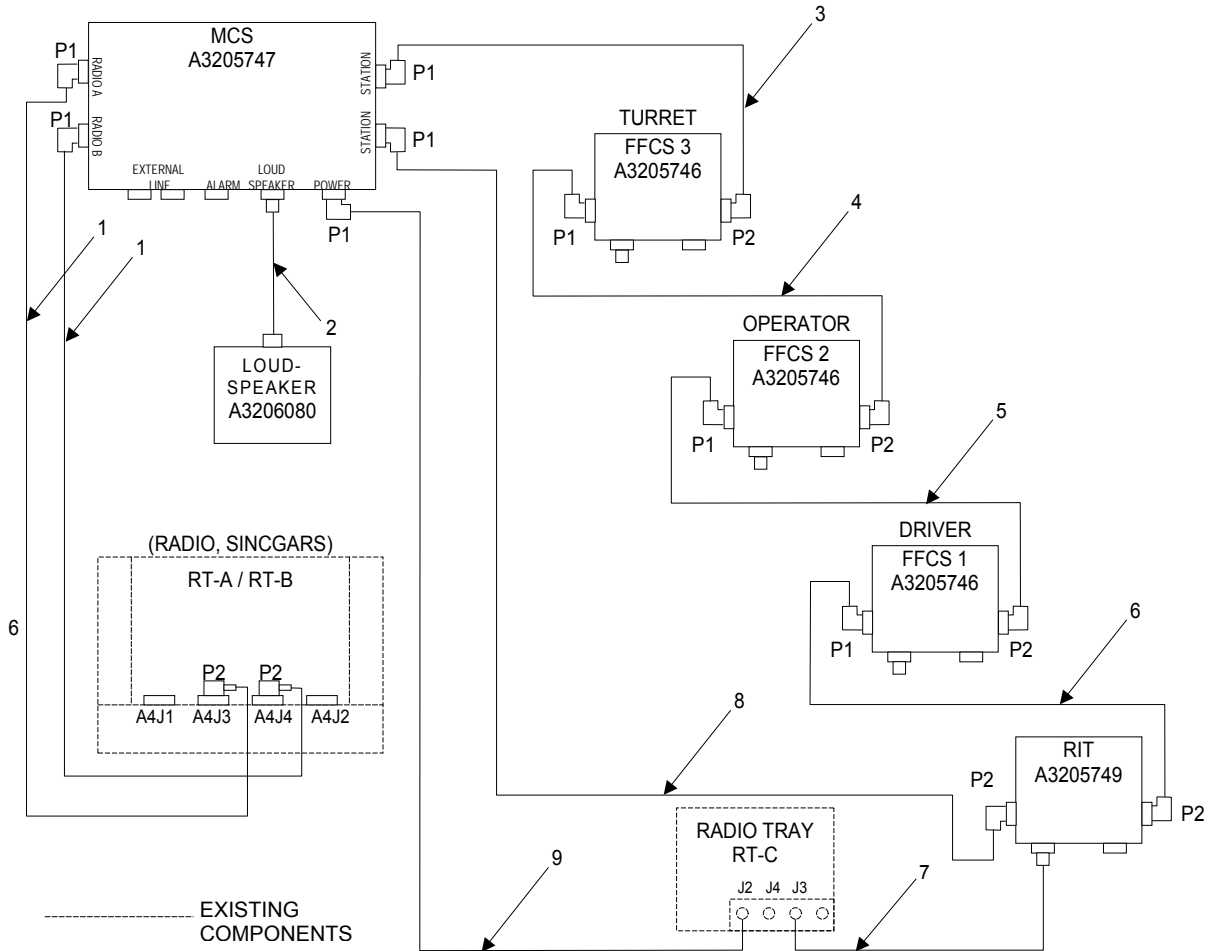 MCS
A3205747
P1
RADIO A
P1
RADIO B
STATION
P1
STATION
P1
EXTERNAL
LINE
ALARM
LOUD
SPEAKER
POWER
P1
3
TURRET
FFCS 3
A3205746
P1
P2
4
1
1
2
LOUD-
SPEAKER
A3206080
OPERATOR
FFCS 2
A3205746
P1
P2
5
DRIVER
FFCS 1
A3205746
P1
P2
6
(RADIO, SINCGARS)
RT-A / RT-B
6
P2
P2
A4J1
A4J3
A4J4
A4J2
8
RIT
A3205749
P2
P2
RADIO TRAY
RT-C
J2
J4
J3
9
7
EXISTING
COMPONENTS